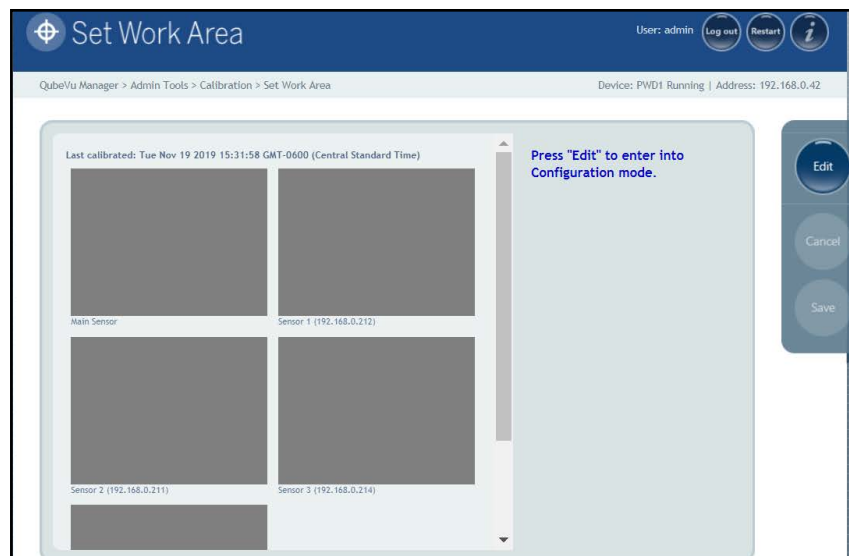 Set Work Area
User: admin
Log out
Restart
i
QubeVu Manager > Admin Tools > Calibration > Set Work Area
Device: PWD1 Running | Address: 192.168.0.42
Last calibrated: Tue Nov 19 2019 15:31:58 GMT-0600 (Central Standard Time)
Press "Edit" to enter into
Configuration mode.
Edit
Cancel
Save
Main Sensor
Sensor 1 (192.168.0.212)
Sensor 2 (192.168.0.211)
Sensor 3 (192.168.0.214)